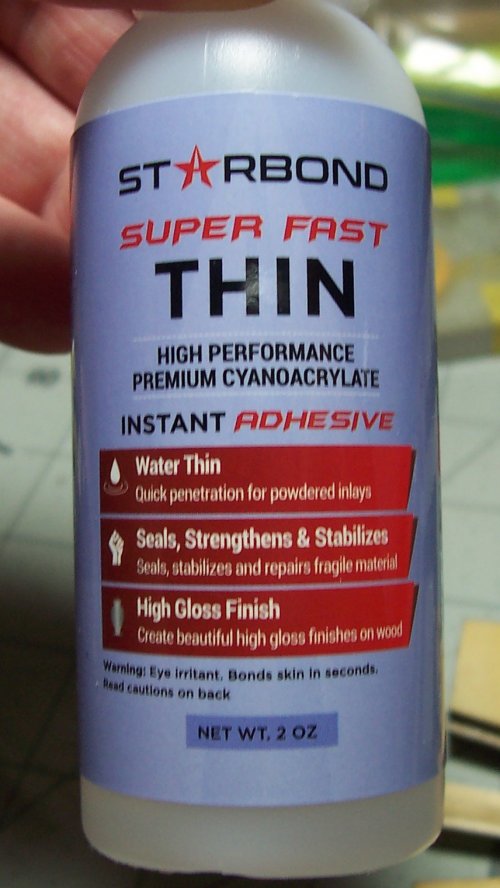 STARBOND
SUPER FAST
THIN
HIGH PERFORMANCE
PREMIUM CYANOACRYLATE
INSTANT ADHESIVE
Water Thin
Quick penetration for powdered inlays
Seals, Strengthens & Stabilizes
Seals, stabilizes and repairs fragile material
High Gloss Finish
Create beautiful high gloss finishes on wood
Warning: Eye irritant. Bonds skin in seconds.
Read cautions on back
NET WT. 2 OZ